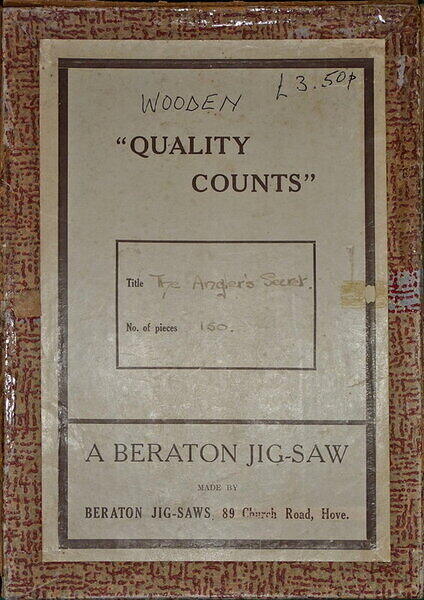 WOODEN £3.50p
"QUALITY
COUNTS"
Title The Angler's Secret.
No. of pieces 150.
A BERATON JIG-SAW
MADE BY
BERATON JIG-SAWS, 89 Church Road, Hove.